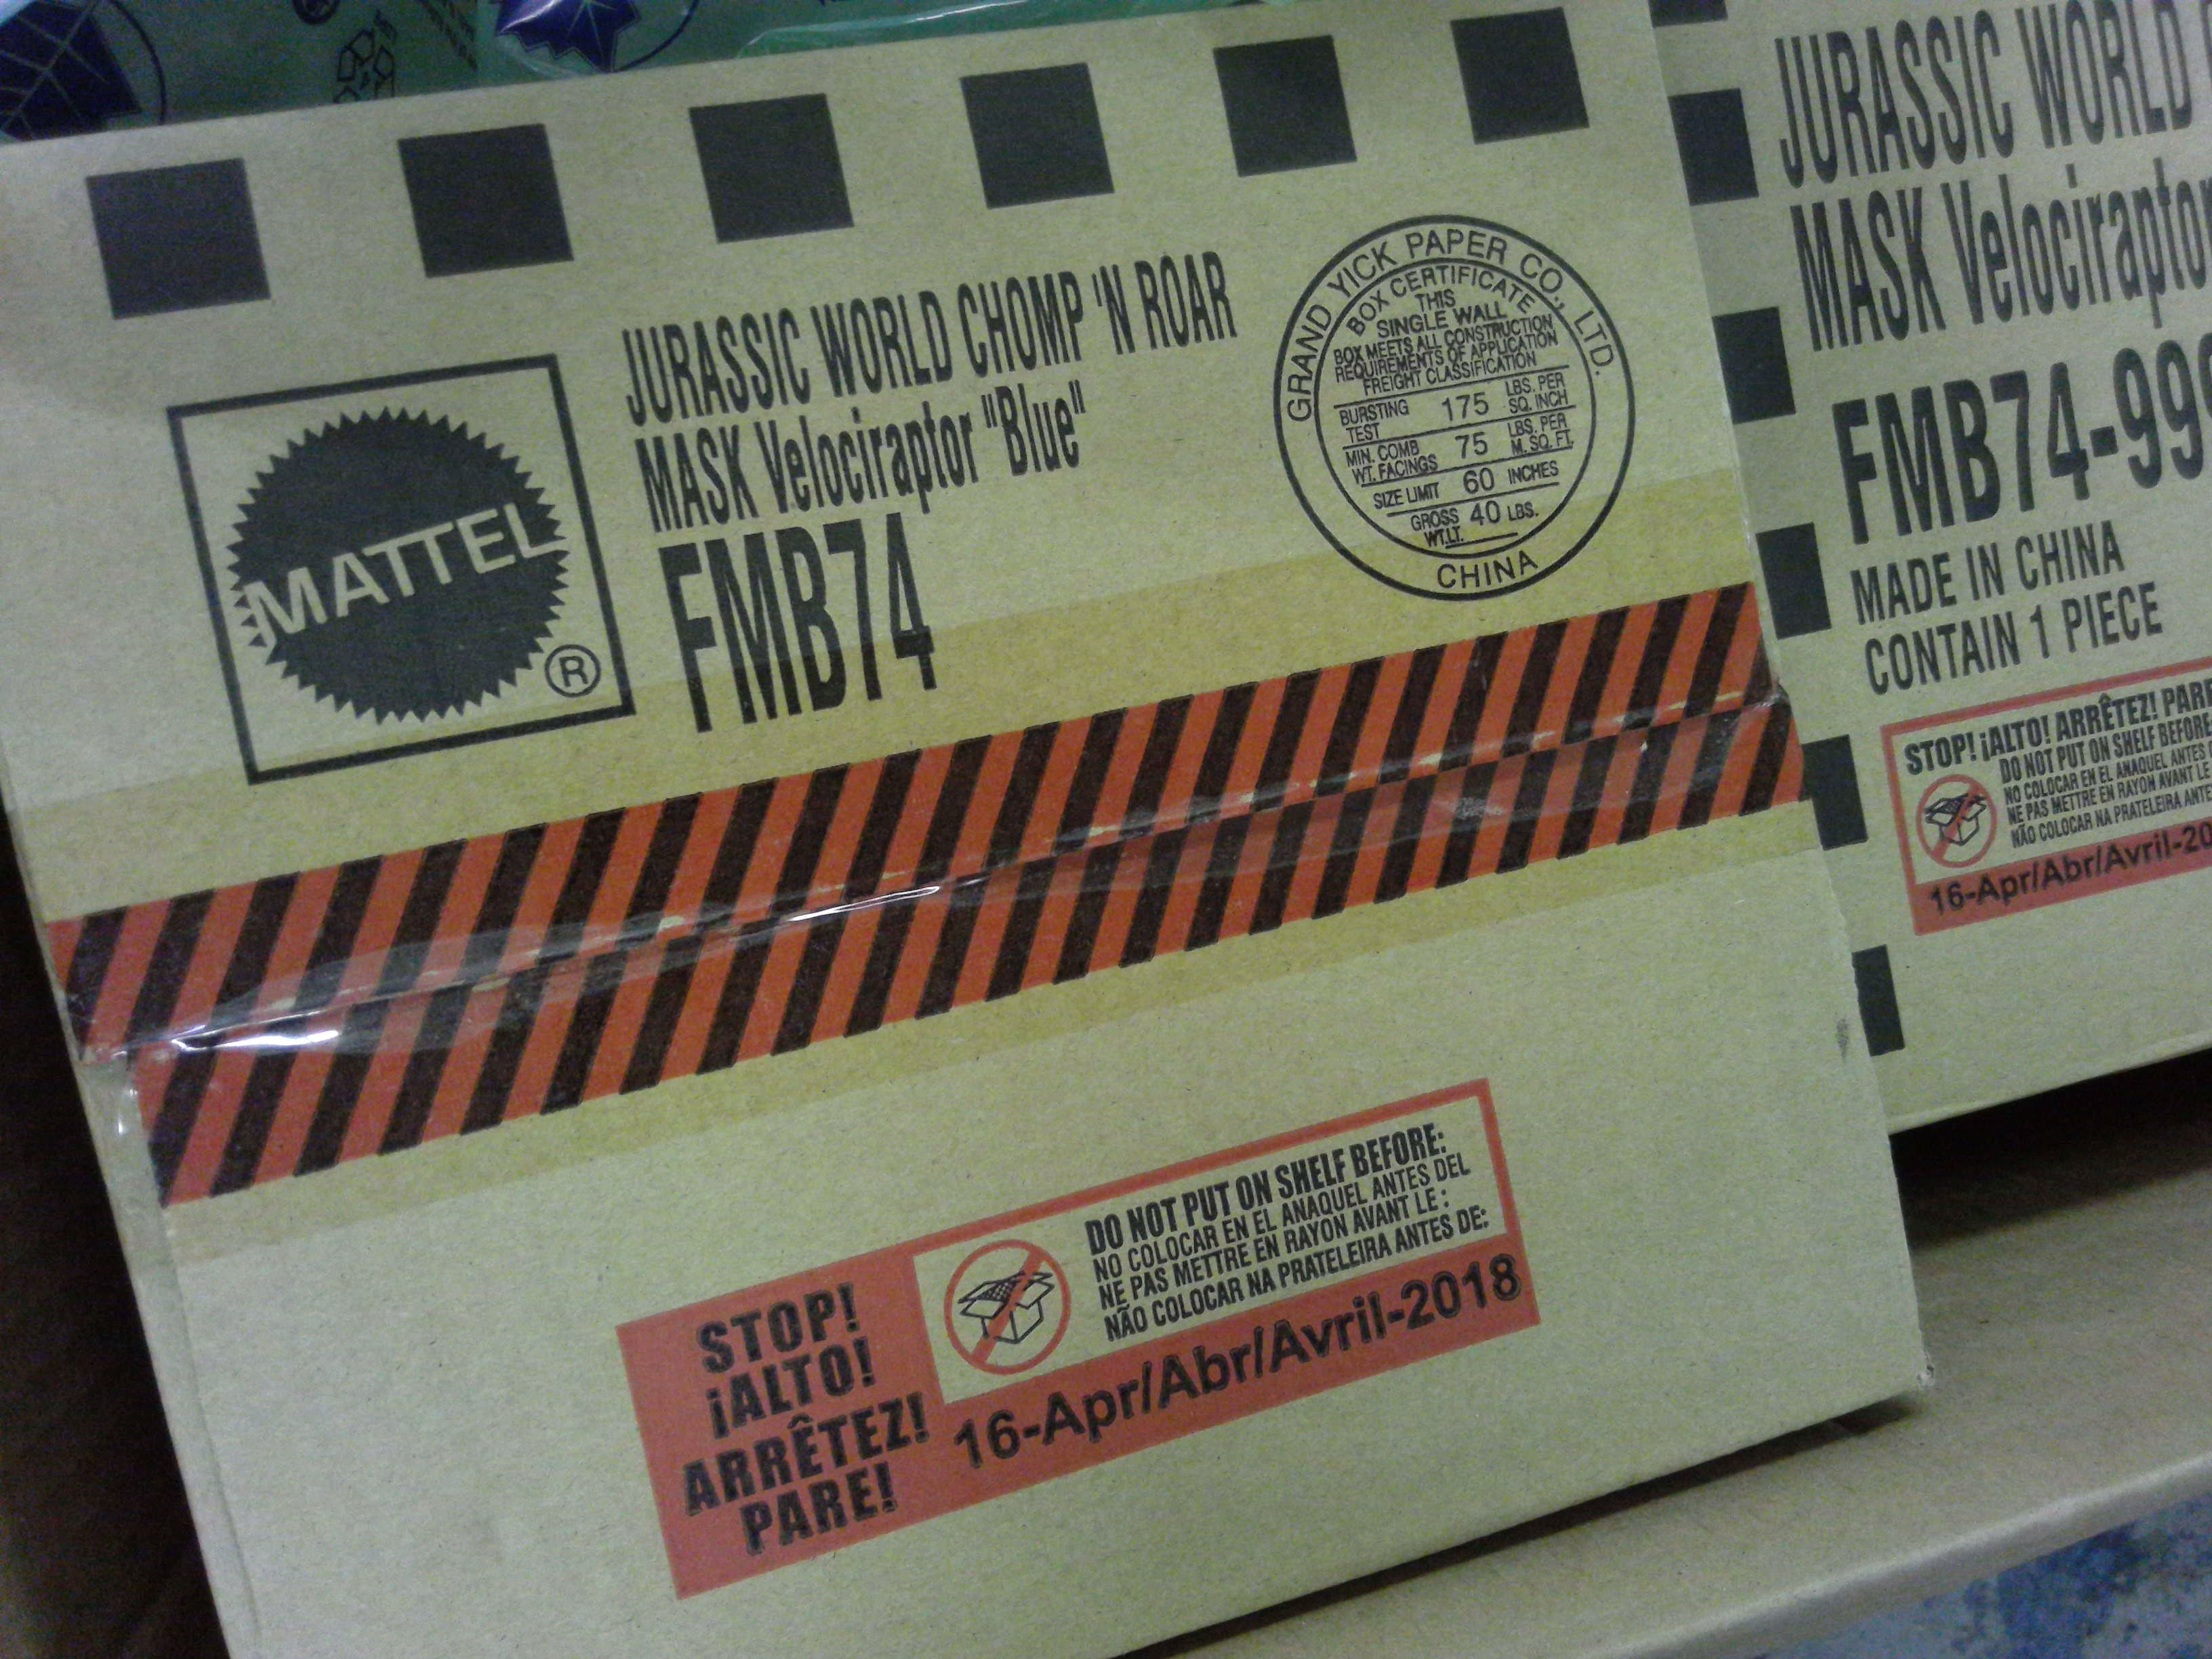 MATTEL
®
JURASSIC WORLD CHOMP 'N ROAR
MASK Velociraptor "Blue"
FMB74
GRAND YICK PAPER CO., LTD.
BOX CERTIFICATE
THIS
SINGLE WALL
BOX MEETS ALL CONSTRUCTION
REQUIREMENTS OF APPLICATION
FREIGHT CLASSIFICATION
BURSTING TEST 175 LBS. PER SQ. INCH
MIN. COMB WT. FACINGS 75 LBS. PER M. SQ. FT.
SIZE LIMIT 60 INCHES
GROSS WT.LT. 40 LBS.
CHINA
STOP!
¡ALTO!
ARRÊTEZ!
PARE!
DO NOT PUT ON SHELF BEFORE:
NO COLOCAR EN EL ANAQUEL ANTES DEL
NE PAS METTRE EN RAYON AVANT LE :
NÃO COLOCAR NA PRATELEIRA ANTES DE:
16-Apr/Abr/Avril-2018
JURASSIC WORLD
MASK Velociraptor
FMB74-99
MADE IN CHINA
CONTAIN 1 PIECE
STOP! ¡ALTO! ARRÊTEZ! PARE
DO NOT PUT ON SHELF BEFORE
NO COLOCAR EN EL ANAQUEL ANTES
NE PAS METTRE EN RAYON AVANT LE
NÃO COLOCAR NA PRATELEIRA ANTE
16-Apr/Abr/Avril-20